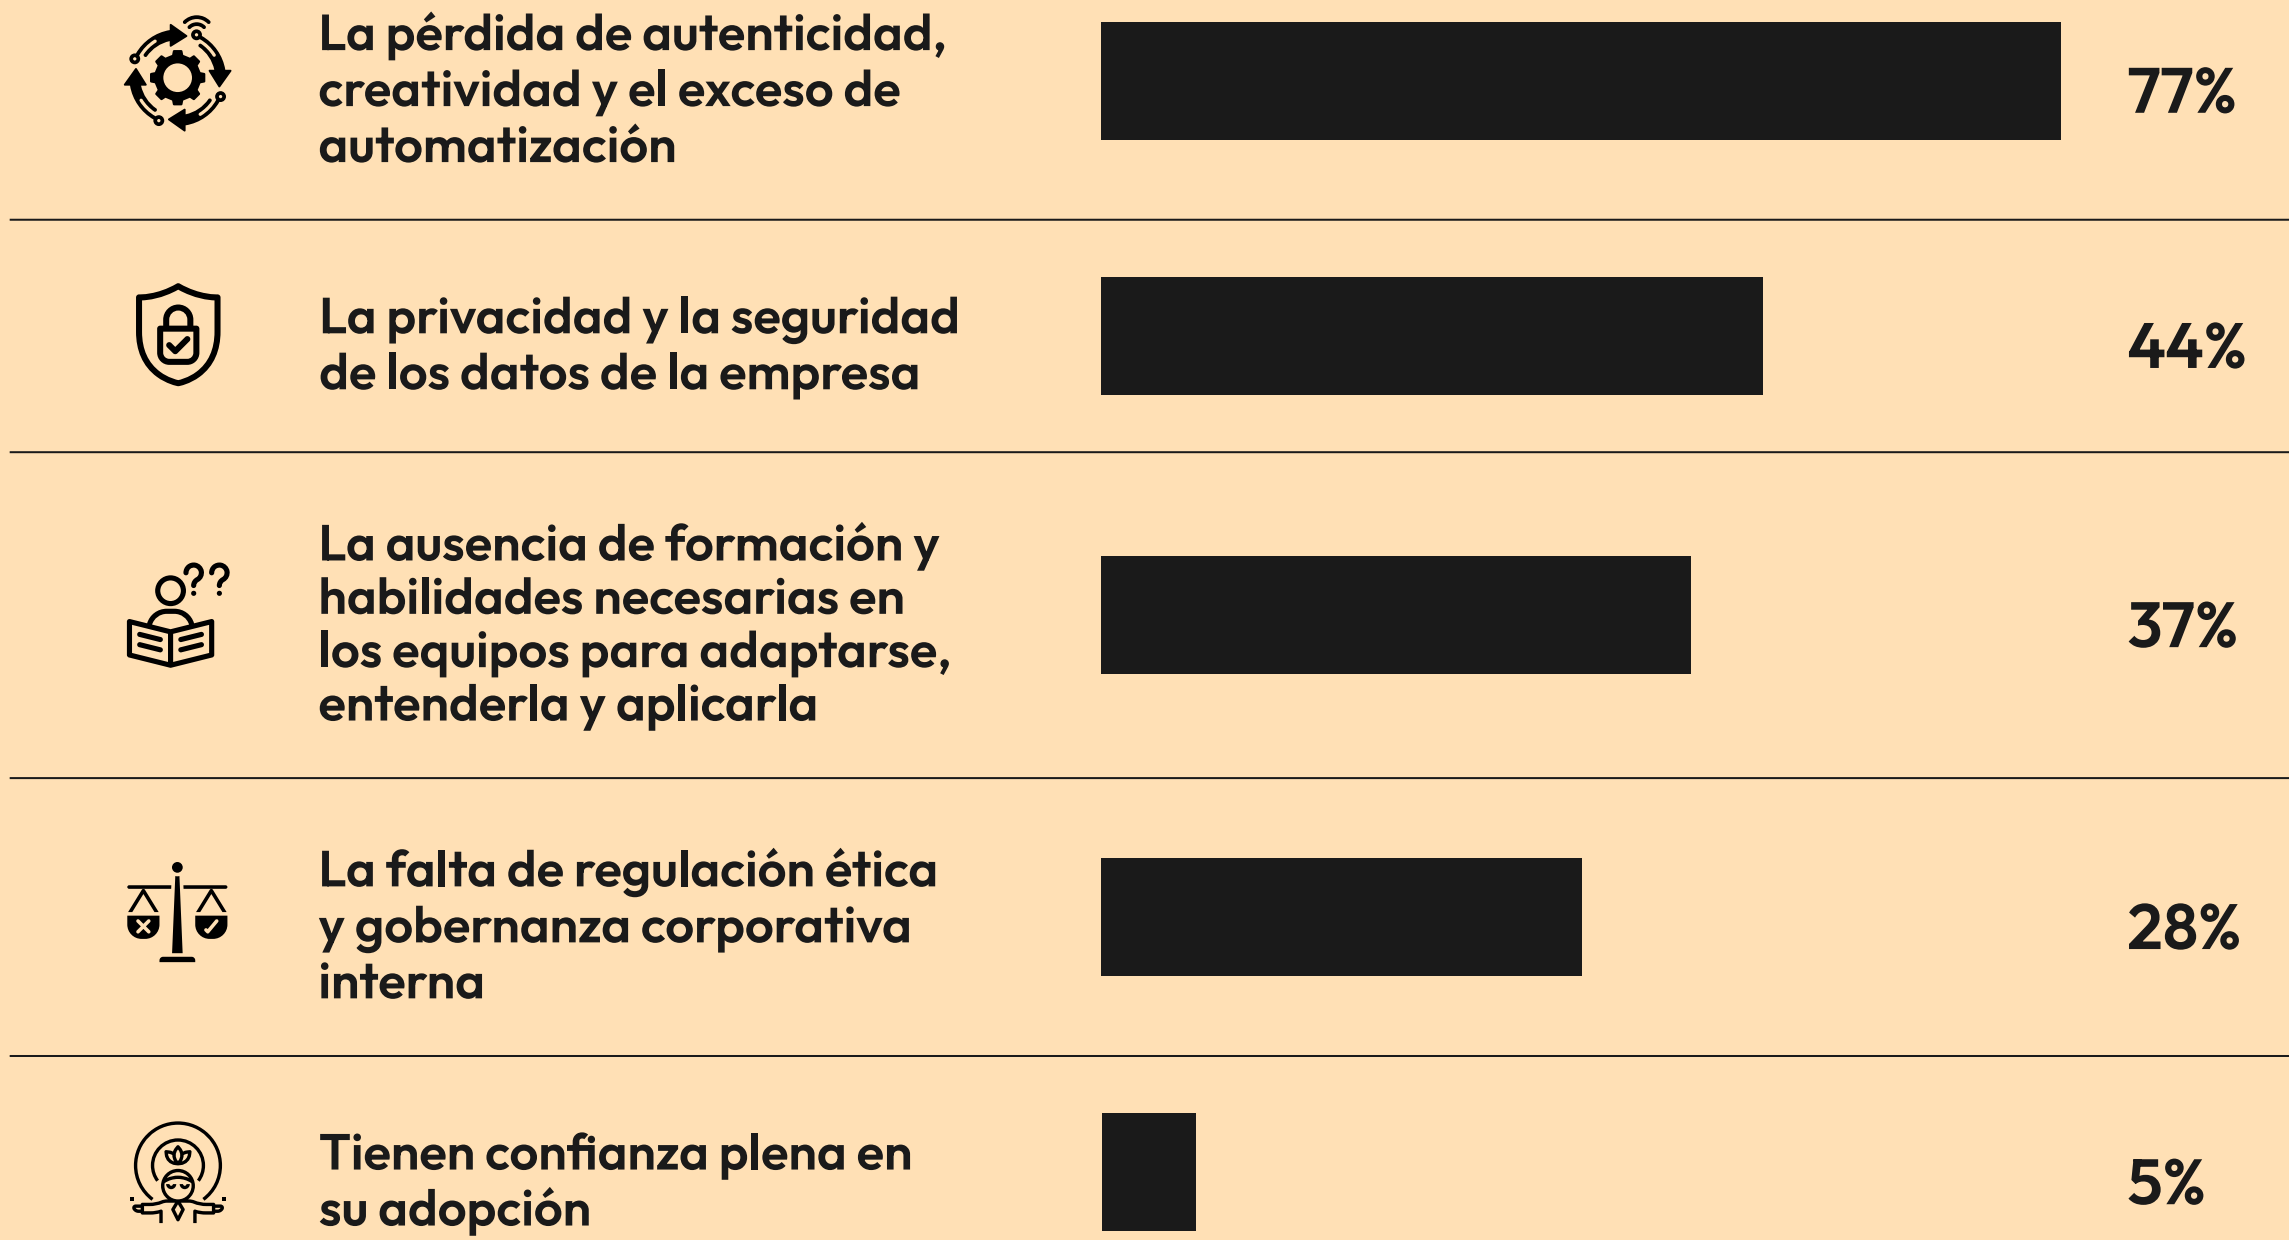 La pérdida de autenticidad,
creatividad y el exceso de
automatización
77%
La privacidad y la seguridad
de los datos de la empresa
44%
La ausencia de formación y
habilidades necesarias en
los equipos para adaptarse,
entenderla y aplicarla
37%
La falta de regulación ética
y gobernanza corporativa
interna
28%
Tienen confianza plena en
su adopción
5%